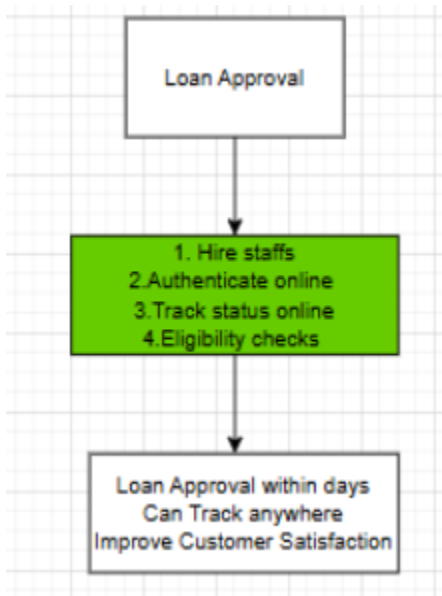 Loan Approval
1. Hire staffs
2.Authenticate online
3.Track status online
4.Eligibility checks
Loan Approval within days
Can Track anywhere
Improve Customer Satisfaction